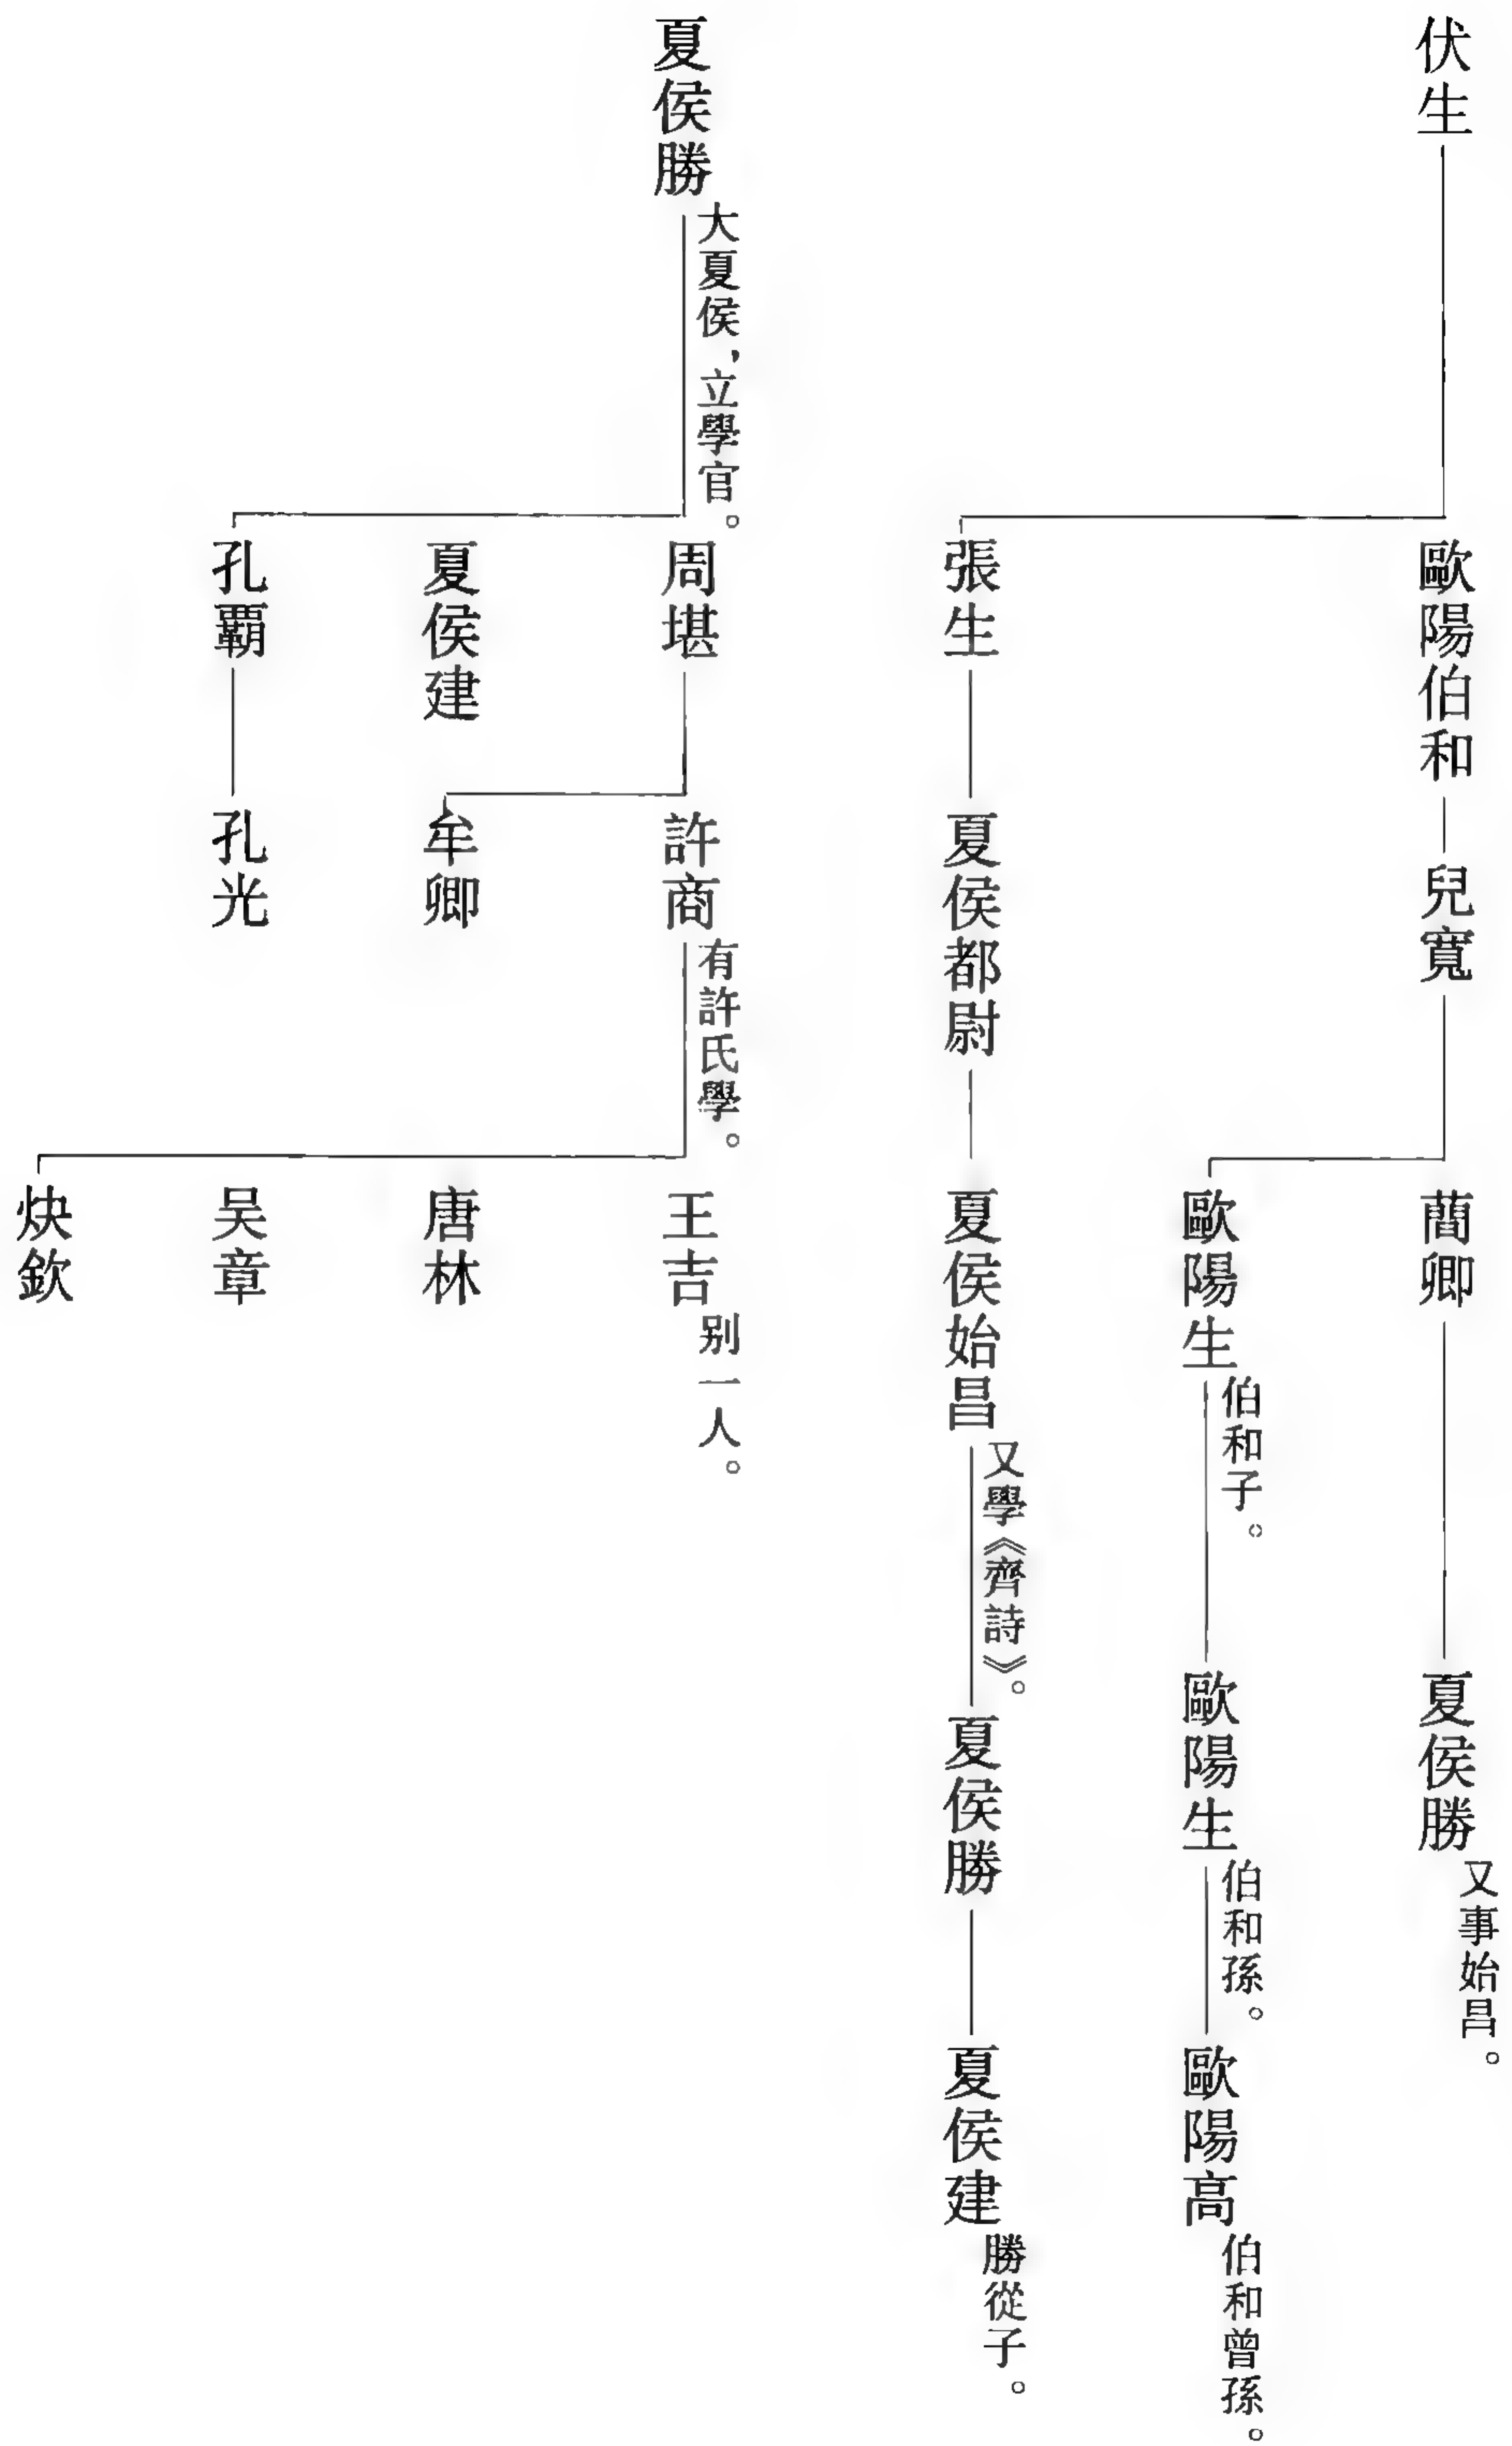 伏生
歐陽伯和
兒寬
蕳卿
夏侯勝
又事始昌。
歐陽生
伯和子。
歐陽生
伯和孫。
歐陽高
伯和曾孫。
張生
夏侯都尉
夏侯始昌
又學《齊詩》。
夏侯勝
夏侯建
勝從子。
夏侯勝
大夏侯，立學官。
周堪
許商
有許氏學。
王吉
别一人。
唐林
吴章
炔欽
牟卿
夏侯建
孔霸
孔光